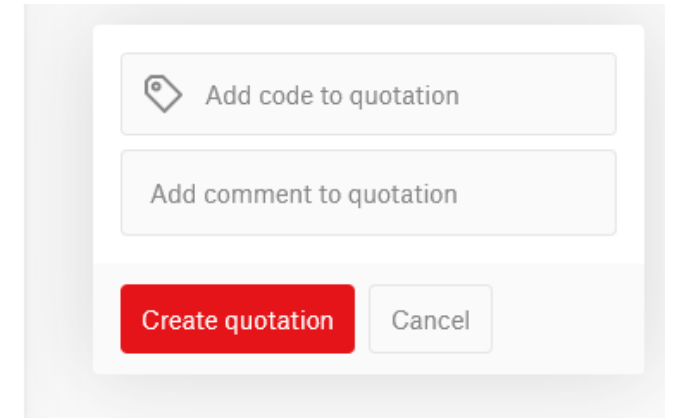 Add code to quotation
Add comment to quotation
Create quotation Cancel